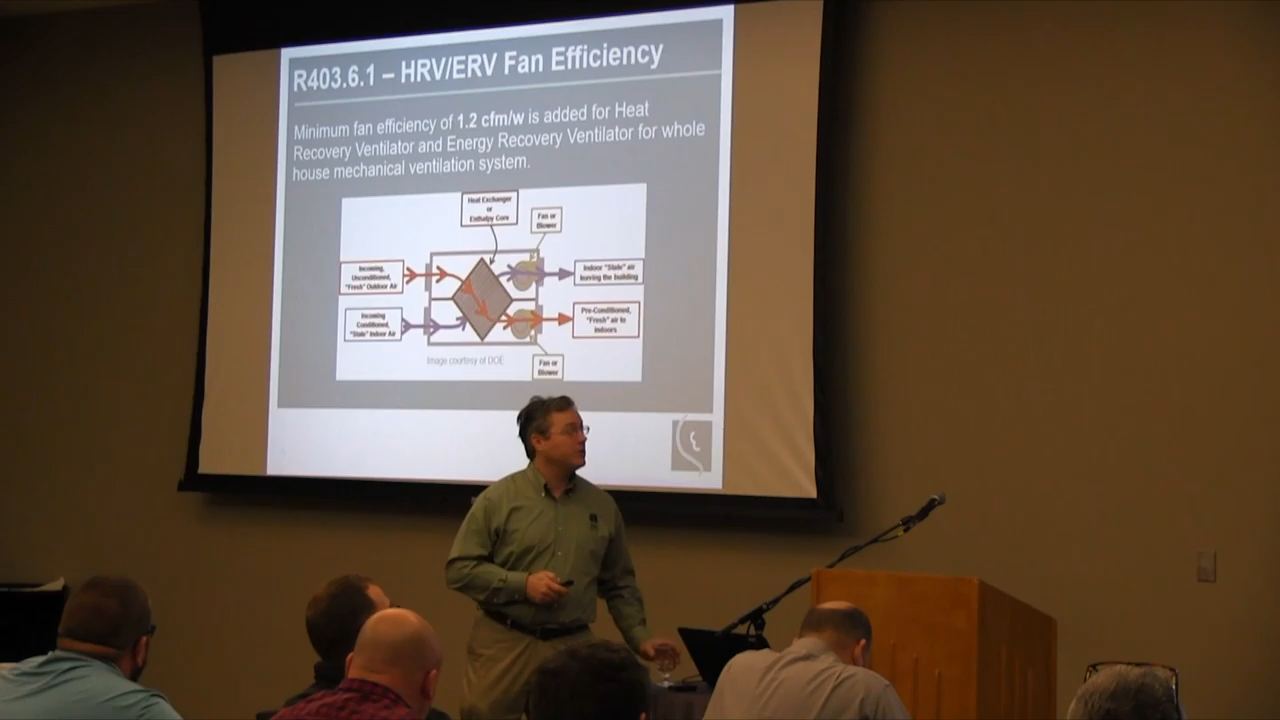 R403.6.1 – HRV/ERV Fan Efficiency
Minimum fan efficiency of 1.2 cfm/w is added for Heat
Recovery Ventilator and Energy Recovery Ventilator for whole
house mechanical ventilation system.
Heat Exchanger
or
Enthalpy Core
Fan or
Blower
Incoming,
Unconditioned,
"Fresh" Outdoor Air
Indoor "Stale" air
leaving the building
Incoming
Conditioned,
"Stale" Indoor Air
Pre-Conditioned,
"Fresh" air to
indoors
Image courtesy of DOE
Fan or
Blower